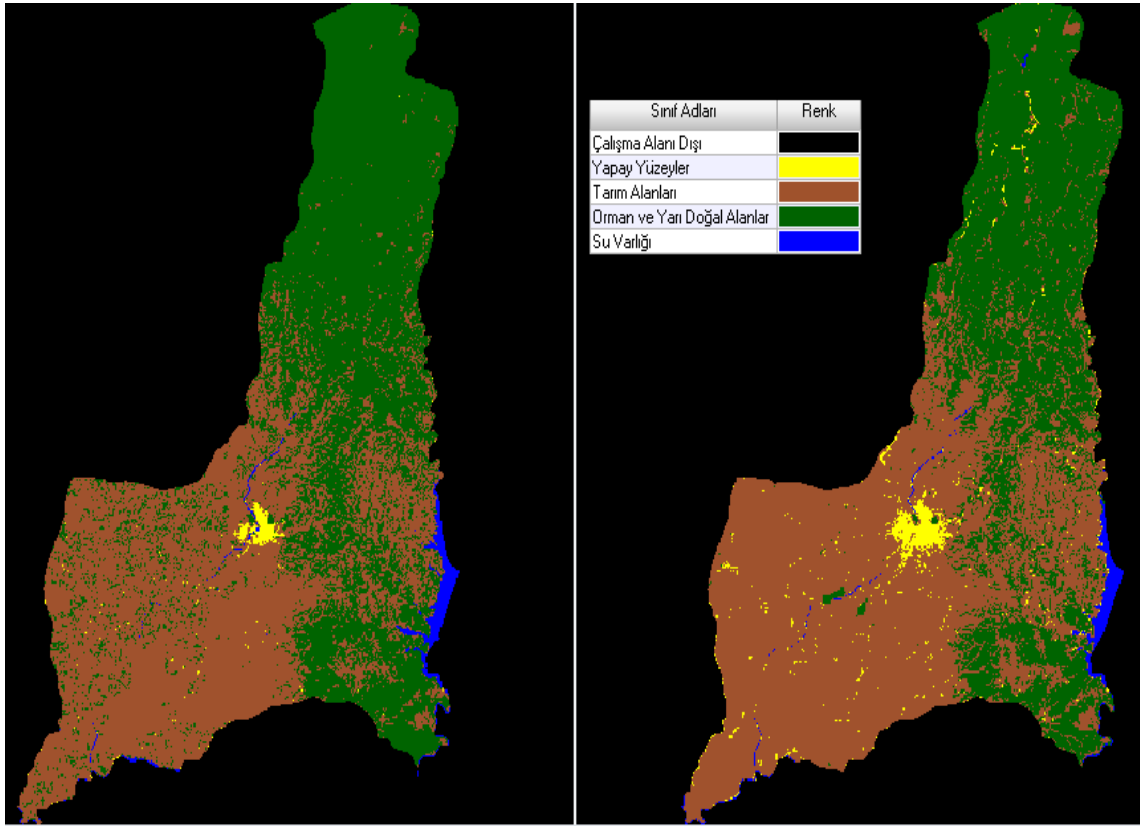 Sınıf Adları Renk
Çalışma Alanı Dışı
Yapay Yüzeyler
Tarım Alanları
Orman ve Yarı Doğal Alanlar
Su Varlığı